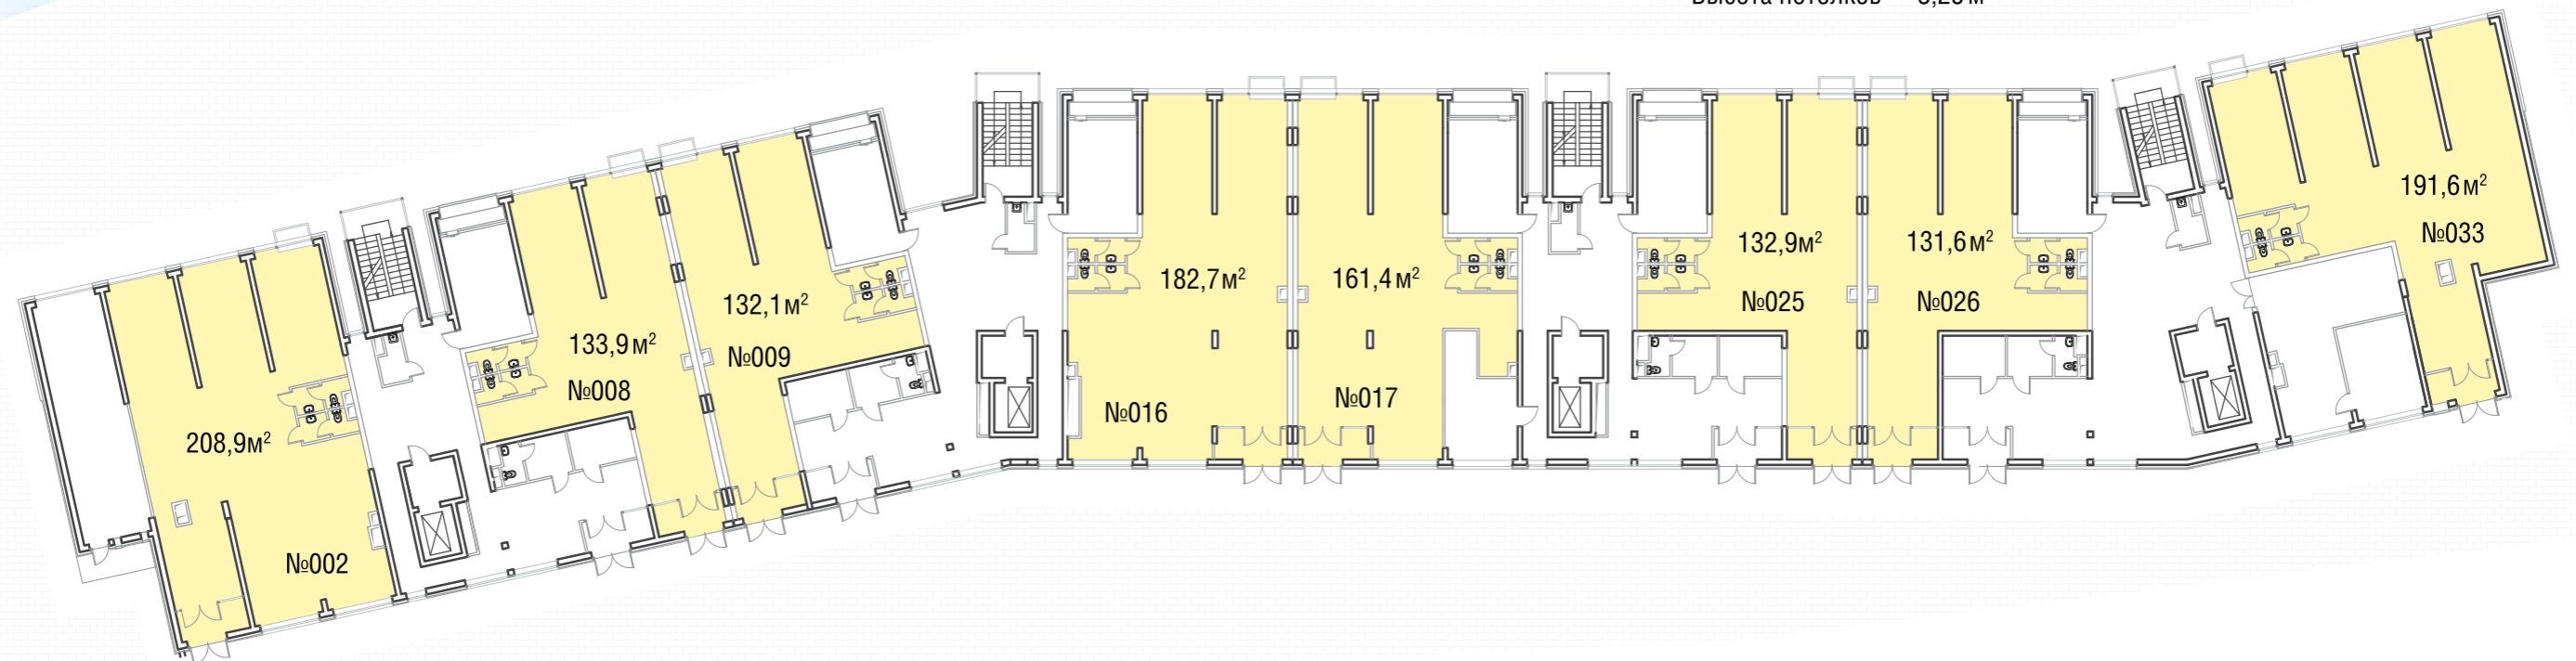 208,9м²
№002
133,9м²
№008
132,1м²
№009
182,7м²
№016
161,4м²
№017
132,9м²
№025
131,6м²
№026
191,6м²
№033